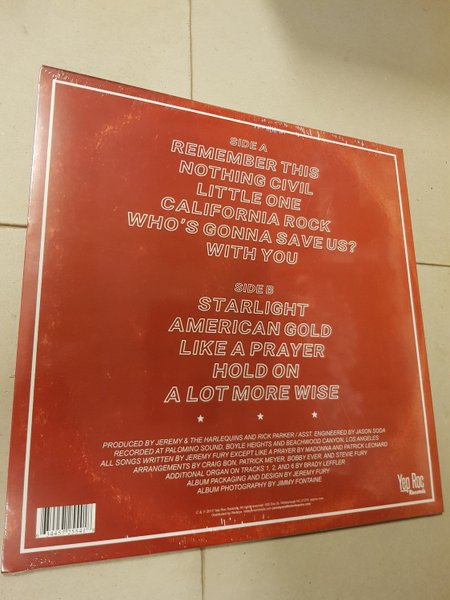 SIDE A
REMEMBER THIS
NOTHING CIVIL
LITTLE ONE
CALIFORNIA ROCK
WHO'S GONNA SAVE US?
WITH YOU
SIDE B
STARLIGHT
AMERICAN GOLD
LIKE A PRAYER
HOLD ON
A LOT MORE WISE
PRODUCED BY JEREMY & THE HARLEQUINS AND RICK PARKER / ASST. ENGINEERED BY JASON SODA
RECORDED AT PALOMINO SOUND, BOYLE HEIGHTS AND BEACHWOOD CANYON, LOS ANGELES
ALL SONGS WRITTEN BY JEREMY FURY EXCEPT LIKE A PRAYER BY MADONNA AND PATRICK LEONARD
ARRANGEMENTS BY CRAIG BON, PATRICK MEYER, BOBBY EVER, AND STEVIE FURY
ADDITIONAL ORGAN ON TRACKS 1, 2, AND 6 BY BRADY LEFFLER
ALBUM PACKAGING AND DESIGN BY JEREMY FURY
ALBUM PHOTOGRAPHY BY JIMMY FONTAINE
Yep Roc
Records